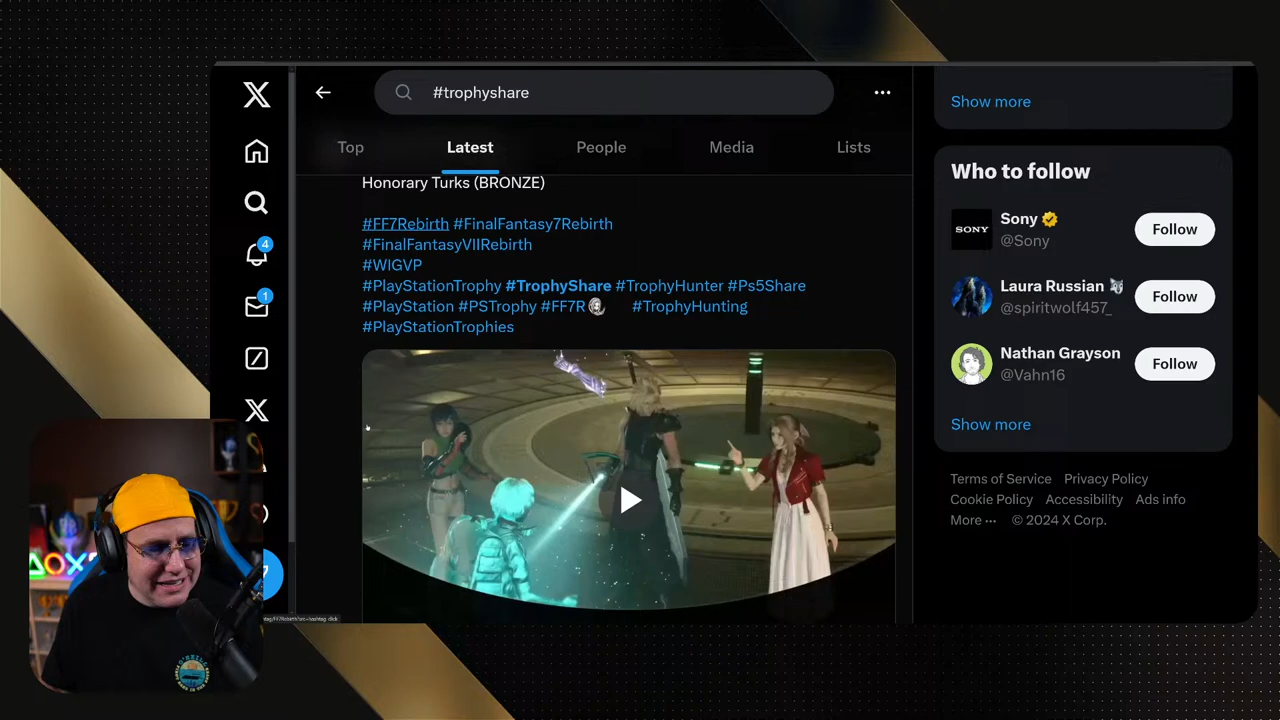 #trophyshare
Show more
Top
Latest
People
Media
Lists
Honorary Turks (BRONZE)
#FF7Rebirth #FinalFantasy7Rebirth
#FinalFantasyVIIRebirth
#WIGVP
#PlayStationTrophy #TrophyShare #TrophyHunter #Ps5Share
#PlayStation #PSTrophy #FF7R #TrophyHunting
#PlayStationTrophies
4
1
Who to follow
Sony
@Sony
Follow
SONY
Laura Russian
@spiritwolf457_
Follow
Nathan Grayson
@Vahn16
Follow
Show more
Terms of Service Privacy Policy
Cookie Policy Accessibility Ads info
More ··· © 2024 X Corp.